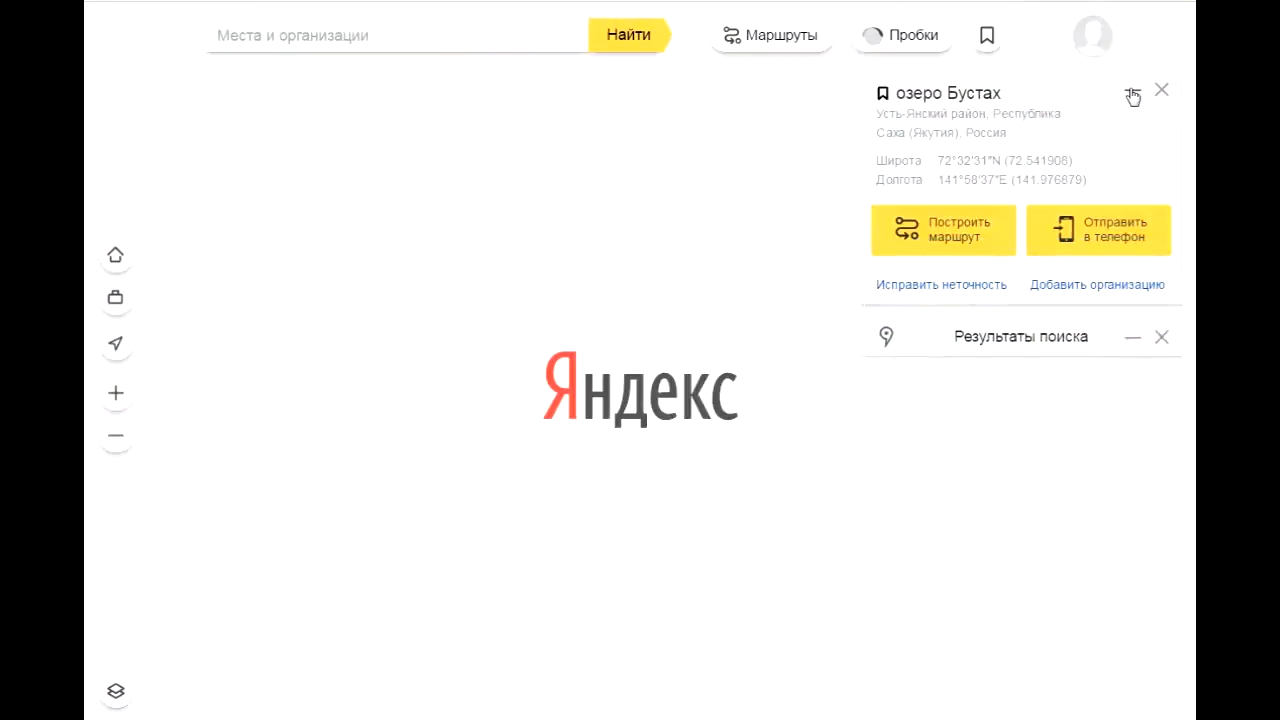 Места и организации
Найти
Маршруты
Пробки
озеро Бустах
Усть-Янский район, Республика
Саха (Якутия), Россия
Широта 72°32'31"N (72.541908)
Долгота 141°58'37"E (141.976879)
Построить
маршрут
Отправить
в телефон
Исправить неточность
Добавить организацию
Результаты поиска
Яндекс